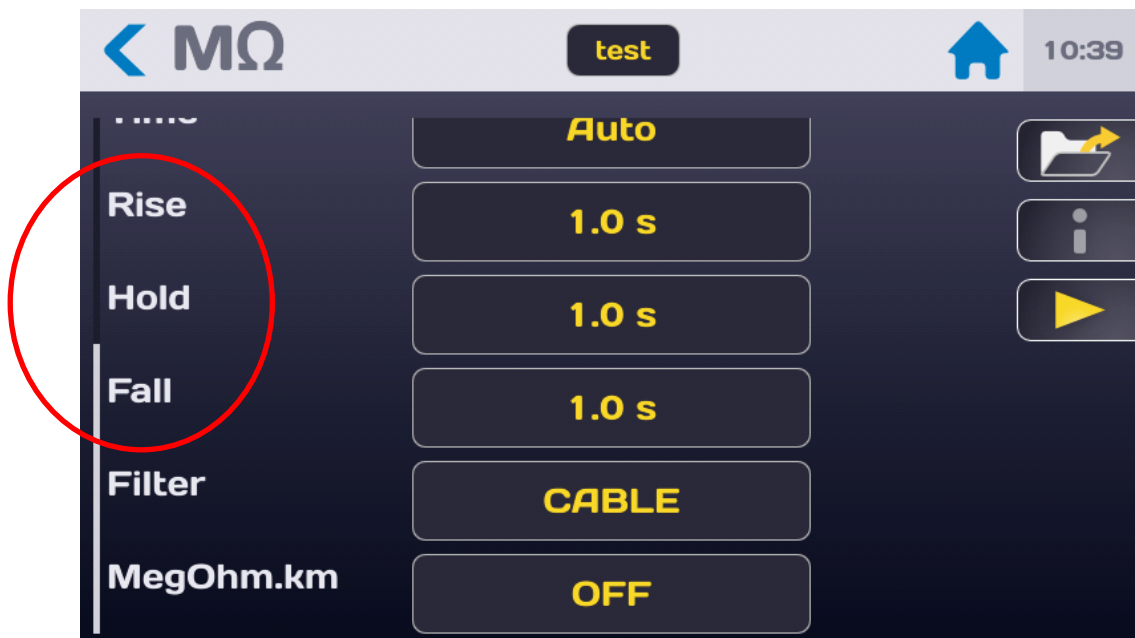 MΩ test 10:39
Time Auto
Rise 1.0 s
Hold 1.0 s
Fall 1.0 s
Filter CABLE
MegOhm.km OFF